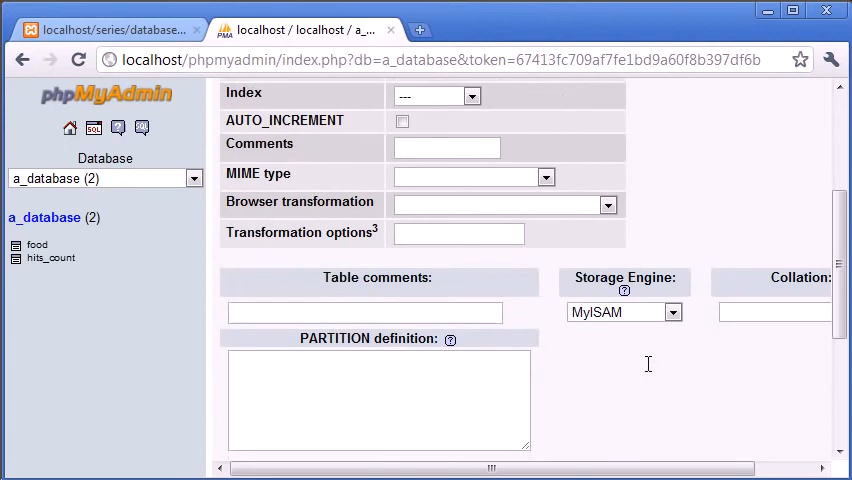 localhost/series/database...
PMA
localhost / localhost / a_...
localhost/phpmyadmin/index.php?db=a_database&token=67413fc709af7fe1bd9a60f8b397df6b
phpMyAdmin
SQL
Database
a_database (2)
a_database (2)
food
hits_count
Index
---
AUTO_INCREMENT
Comments
MIME type
Browser transformation
Transformation options3
Table comments:
Storage Engine:
Collation:
MyISAM
PARTITION definition: